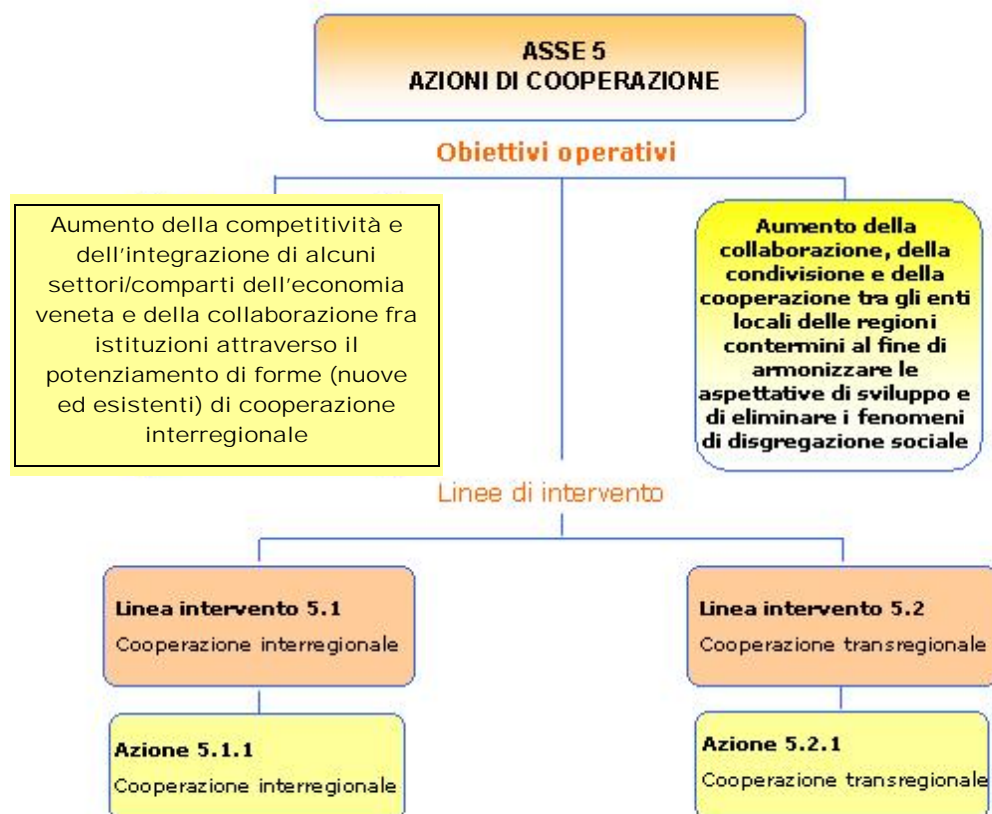 ASSE 5
AZIONI DI COOPERAZIONE
Obiettivi operativi
Aumento della competitività e
dell'integrazione di alcuni
settori/comparti dell'economia
veneta e della collaborazione fra
istituzioni attraverso il
potenziamento di forme (nuove
ed esistenti) di cooperazione
interregionale
Aumento della
collaborazione, della
condivisione e della
cooperazione tra gli enti
locali delle regioni
contermini al fine di
armonizzare le
aspettative di sviluppo e
di eliminare i fenomeni
di disgregazione sociale
Linee di intervento
Linea intervento 5.1
Cooperazione interregionale
Linea intervento 5.2
Cooperazione transregionale
Azione 5.1.1
Cooperazione interregionale
Azione 5.2.1
Cooperazione transregionale